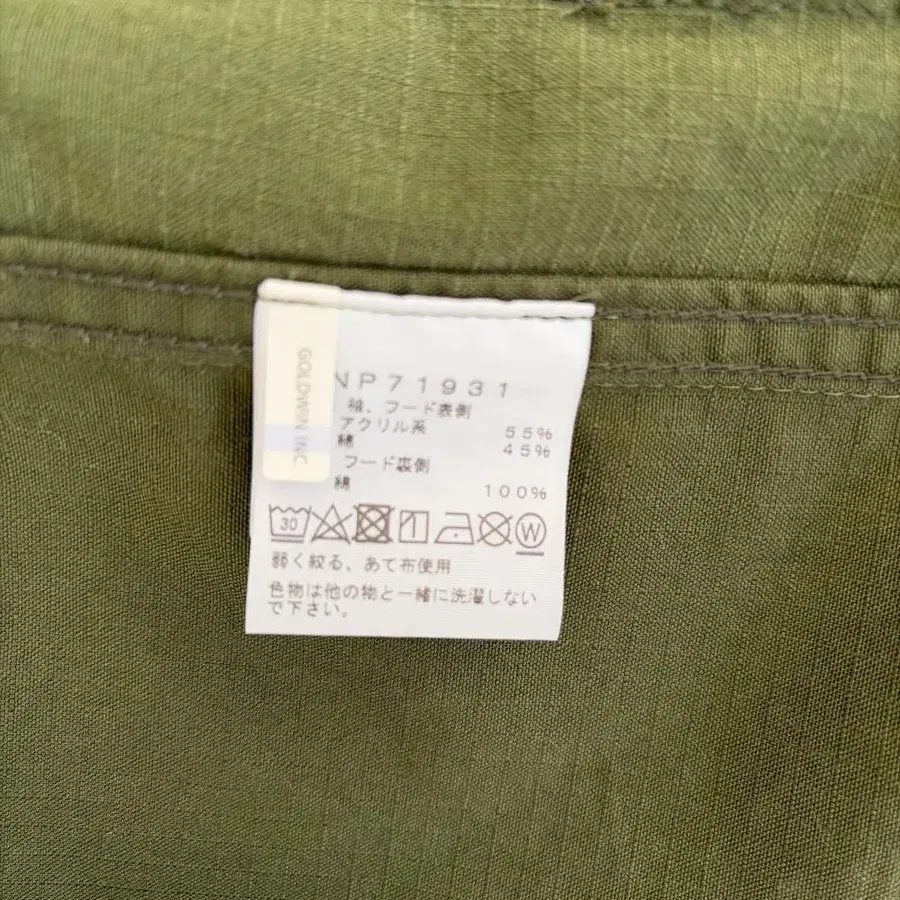 GOLDWIN INC
NP71931
袖、フード表側
アクリル系 55%
綿 45%
フード裏側
綿 100%
30
W
弱く絞る、あて布使用
色物は他の物と一緒に洗濯しない
で下さい。